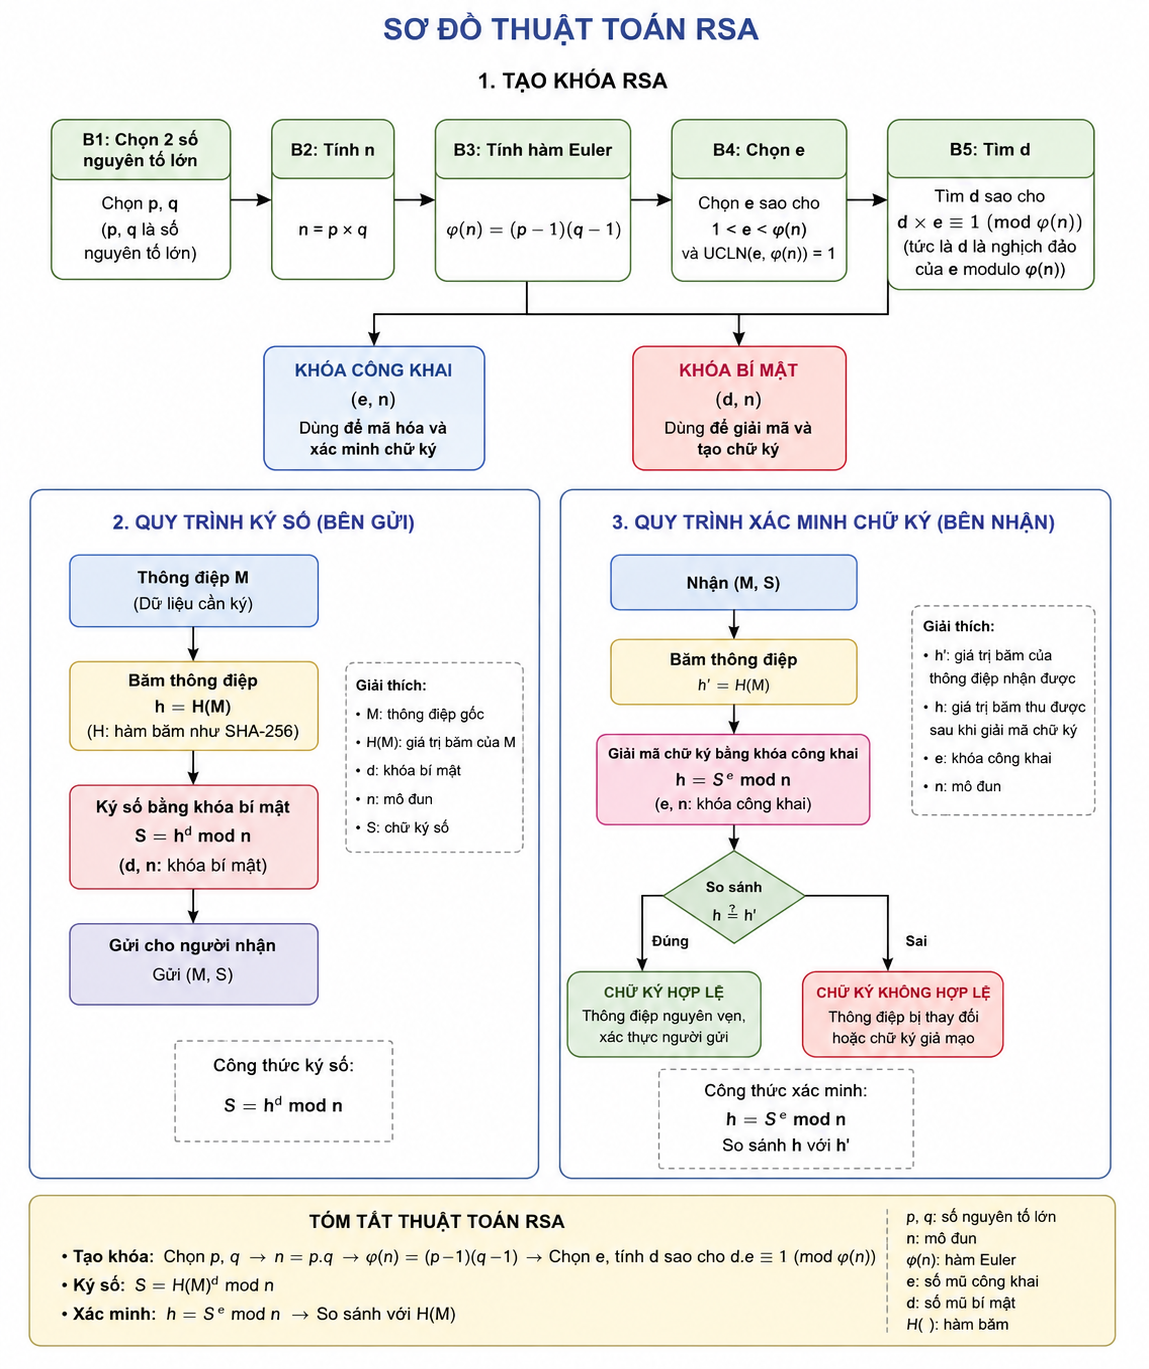 SƠ ĐỒ THUẬT TOÁN RSA
1. TẠO KHÓA RSA
B1: Chọn 2 số
nguyên tố lớn
Chọn p, q
(p, q là số
nguyên tố lớn)
B2: Tính n
n = p × q
B3: Tính hàm Euler
φ(n) = (p − 1)(q − 1)
B4: Chọn e
Chọn e sao cho
1 < e < φ(n)
và UCLN(e, φ(n)) = 1
B5: Tìm d
Tìm d sao cho
d × e ≡ 1 (mod φ(n))
(tức là d là nghịch đảo
của e modulo φ(n))
KHÓA CÔNG KHAI
(e, n)
Dùng để mã hóa và
xác minh chữ ký
KHÓA BÍ MẬT
(d, n)
Dùng để giải mã và
tạo chữ ký
2. QUY TRÌNH KÝ SỐ (BÊN GỬI)
Thông điệp M
(Dữ liệu cần ký)
Băm thông điệp
h = H(M)
(H: hàm băm như SHA-256)
Ký số bằng khóa bí mật
S = hᵈ mod n
(d, n: khóa bí mật)
Gửi cho người nhận
Gửi (M, S)
Giải thích:
• M: thông điệp gốc
• H(M): giá trị băm của M
• d: khóa bí mật
• n: mô đun
• S: chữ ký số
Công thức ký số:
S = hᵈ mod n
3. QUY TRÌNH XÁC MINH CHỮ KÝ (BÊN NHẬN)
Nhận (M, S)
Băm thông điệp
h' = H(M)
Giải mã chữ ký bằng khóa công khai
h = Sᵉ mod n
(e, n: khóa công khai)
So sánh
h ≟ h'
Đúng
Sai
CHỮ KÝ HỢP LỆ
Thông điệp nguyên vẹn,
xác thực người gửi
CHỮ KÝ KHÔNG HỢP LỆ
Thông điệp bị thay đổi
hoặc chữ ký giả mạo
Giải thích:
• h': giá trị băm của
thông điệp nhận được
• h: giá trị băm thu được
sau khi giải mã chữ ký
• e: khóa công khai
• n: mô đun
Công thức xác minh:
h = Sᵉ mod n
So sánh h với h'
TÓM TẮT THUẬT TOÁN RSA
• Tạo khóa: Chọn p, q → n = p.q → φ(n) = (p−1)(q−1) → Chọn e, tính d sao cho d.e ≡ 1 (mod φ(n))
• Ký số: S = H(M)ᵈ mod n
• Xác minh: h = Sᵉ mod n → So sánh với H(M)
p, q: số nguyên tố lớn
n: mô đun
φ(n): hàm Euler
e: số mũ công khai
d: số mũ bí mật
H( ): hàm băm